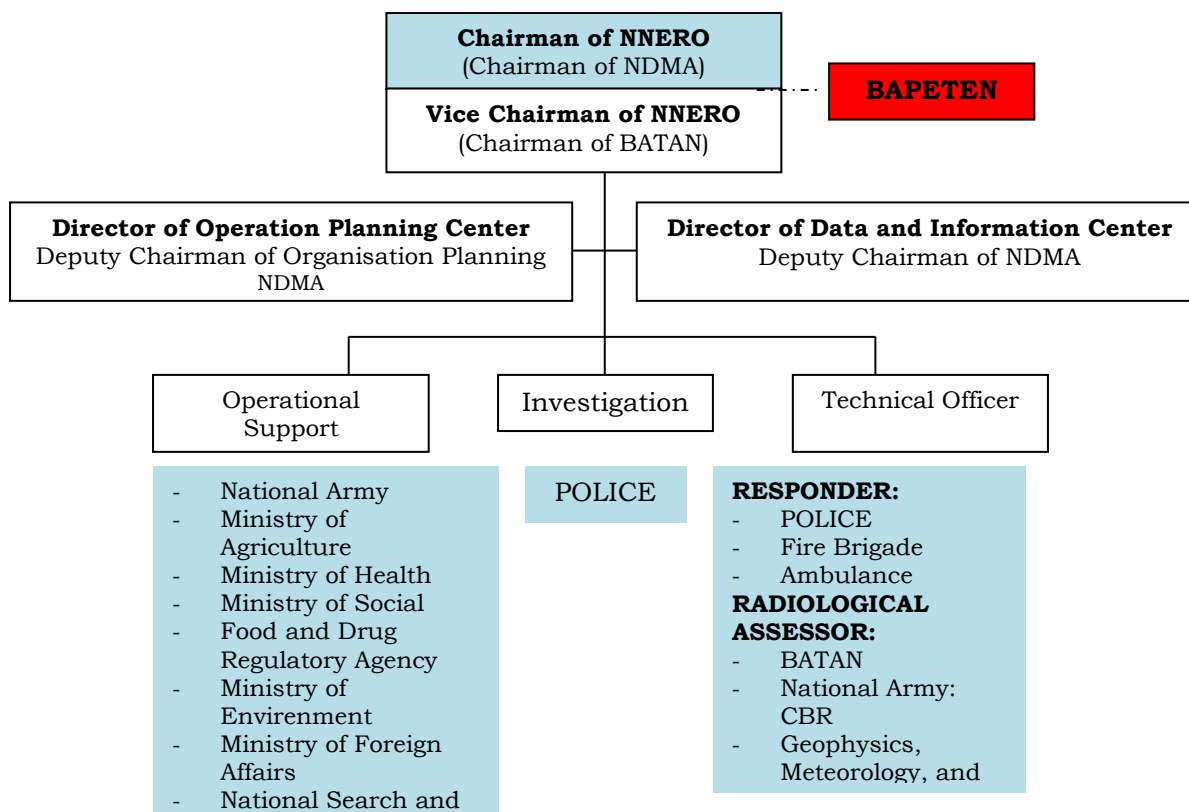 Chairman of NNERO
(Chairman of NDMA)
BAPETEN
Vice Chairman of NNERO
(Chairman of BATAN)
Director of Operation Planning Center
Deputy Chairman of Organisation Planning
NDMA
Director of Data and Information Center
Deputy Chairman of NDMA
Operational
Support
Investigation
Technical Officer
- National Army
- Ministry of
Agriculture
- Ministry of Health
- Ministry of Social
- Food and Drug
Regulatory Agency
- Ministry of
Envirenment
- Ministry of Foreign
Affairs
- National Search and
POLICE
RESPONDER:
- POLICE
- Fire Brigade
- Ambulance
RADIOLOGICAL
ASSESSOR:
- BATAN
- National Army:
CBR
- Geophysics,
Meteorology, and